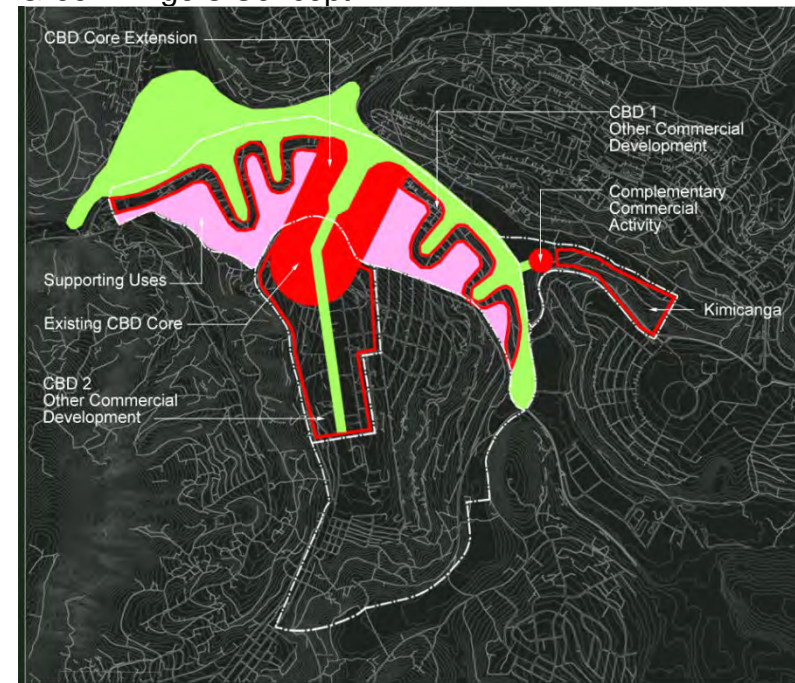 CBD Core Extension
CBD 1
Other Commercial
Development
Complementary
Commercial
Activity
Supporting Uses
Kimicanga
Existing CBD Core
CBD 2
Other Commercial
Development